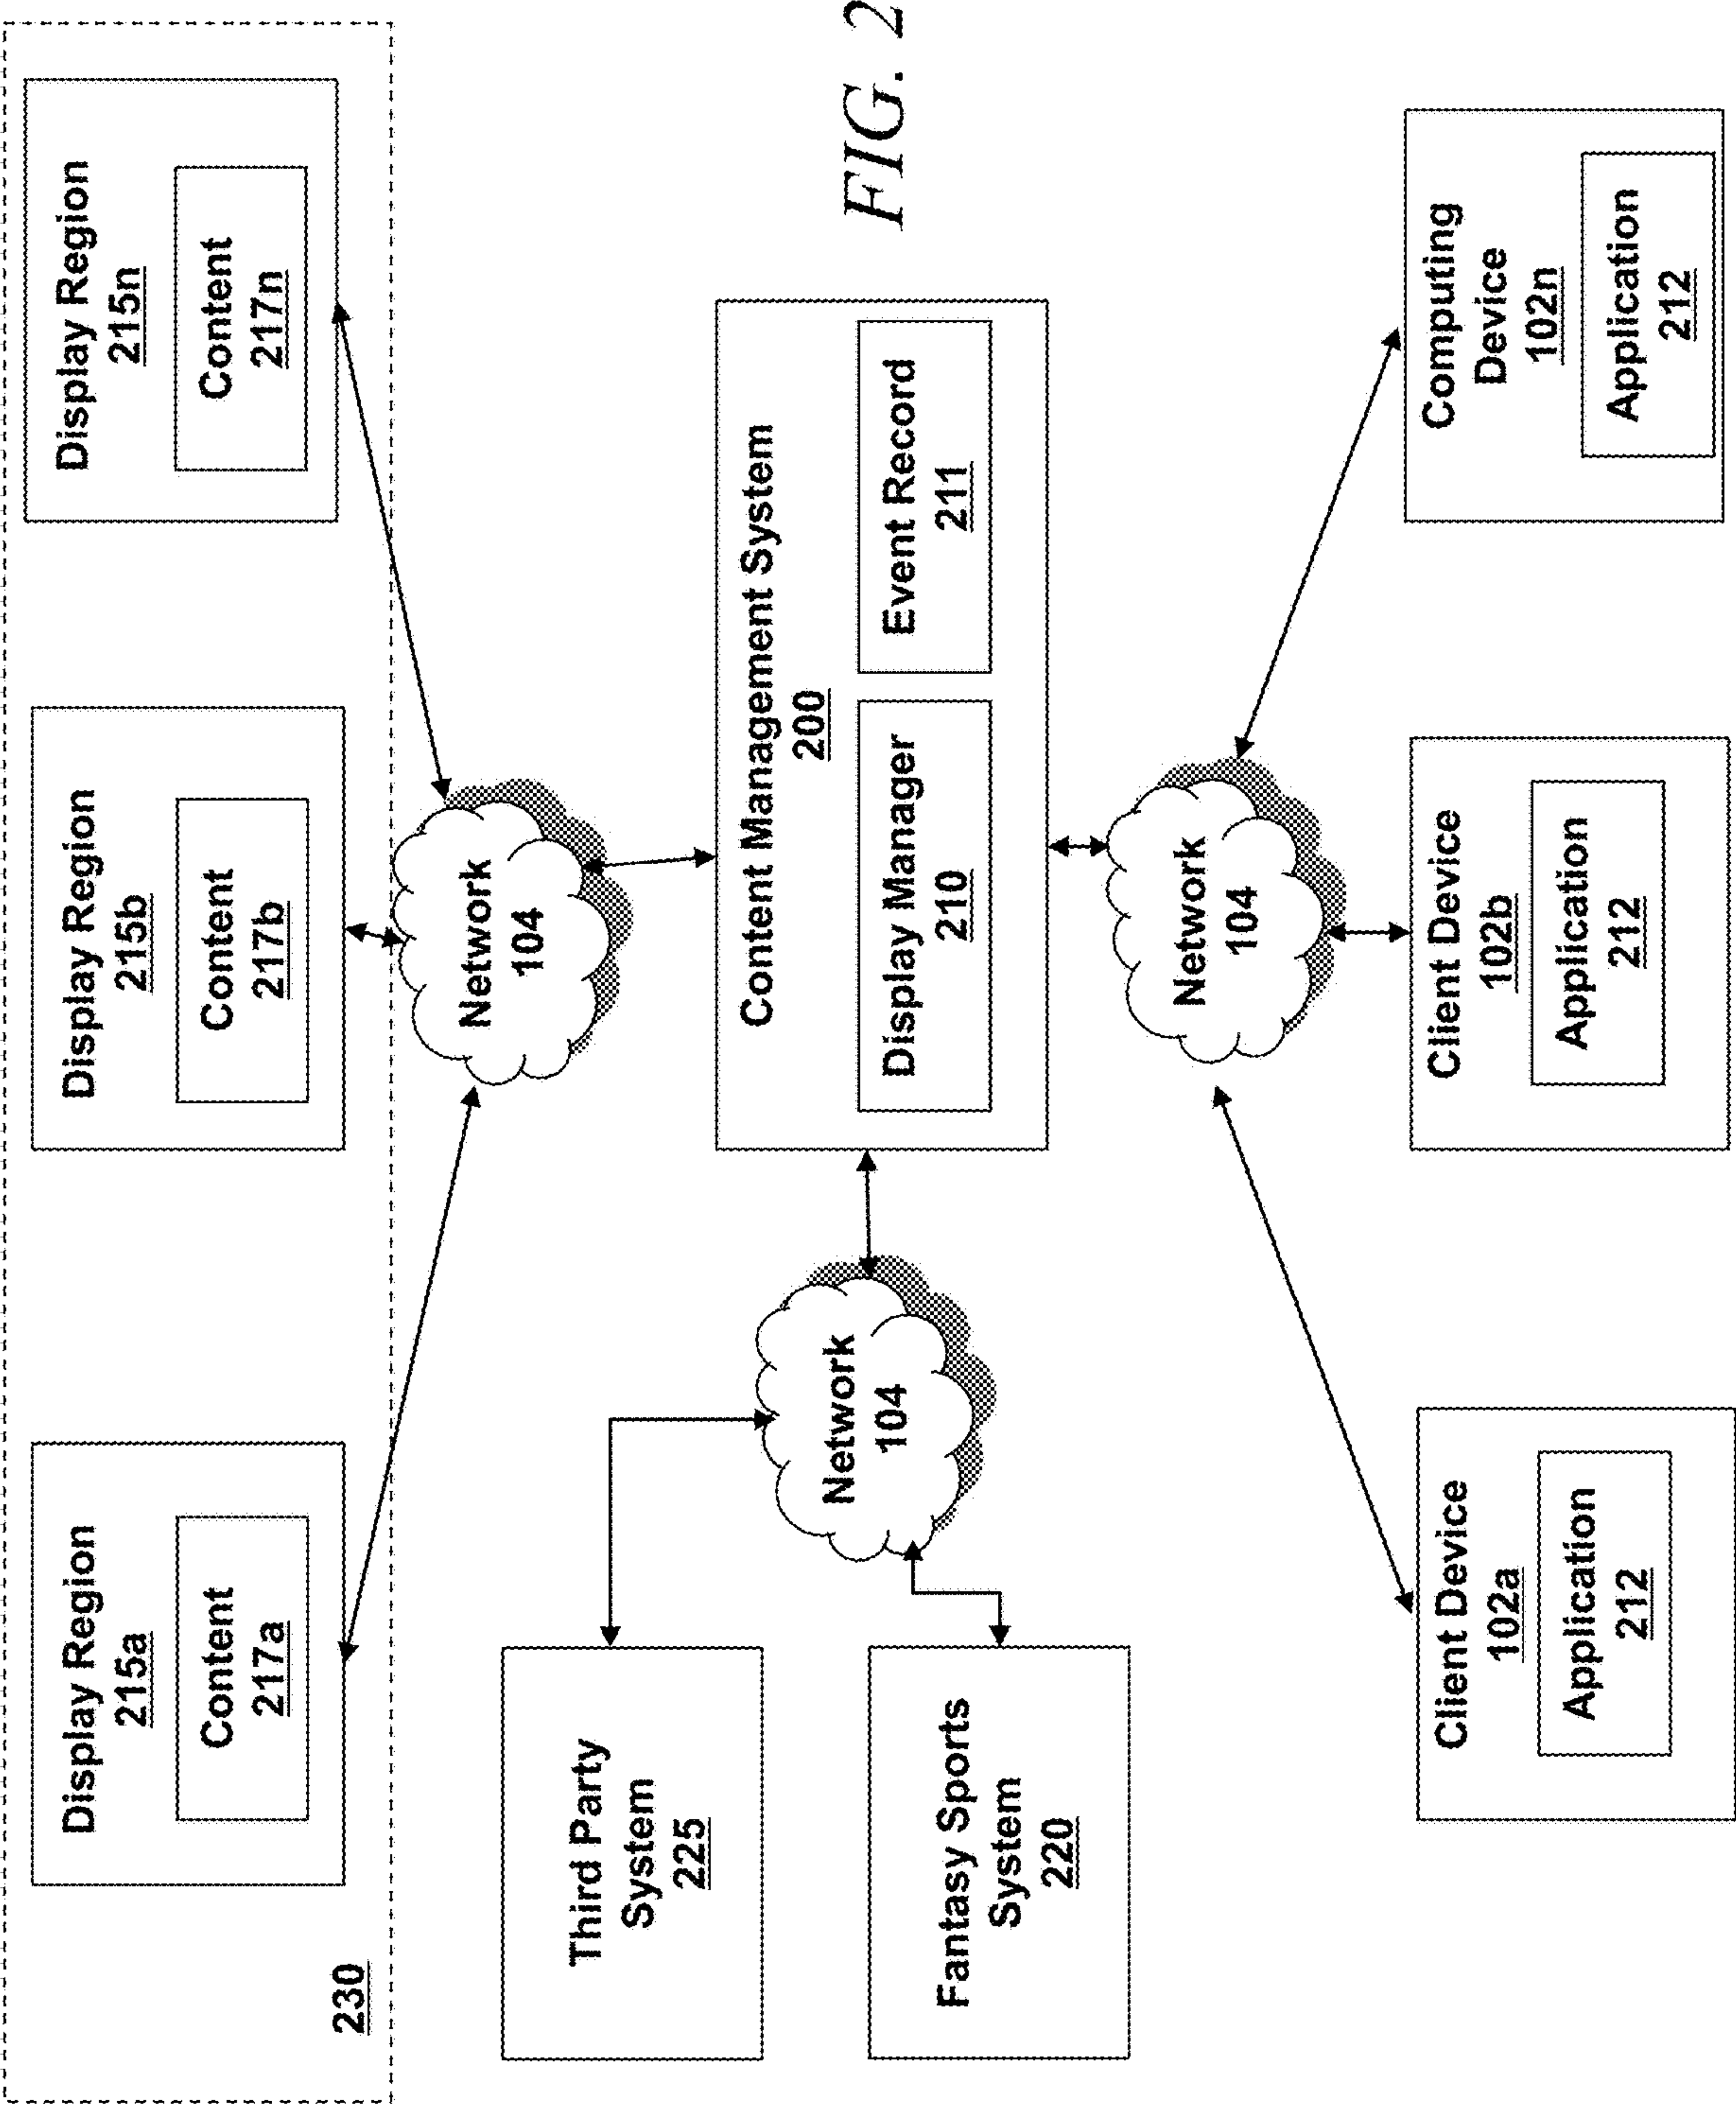 230
Display Region
215a
Content
217a
Display Region
215b
Content
217b
Display Region
215n
Content
217n
Network
104
Third Party
System
225
Fantasy Sports
System
220
Network
104
Content Management System
200
Display Manager
210
Event Record
211
Network
104
Client Device
102a
Application
212
Client Device
102b
Application
212
Computing
Device
102n
Application
212
FIG. 2